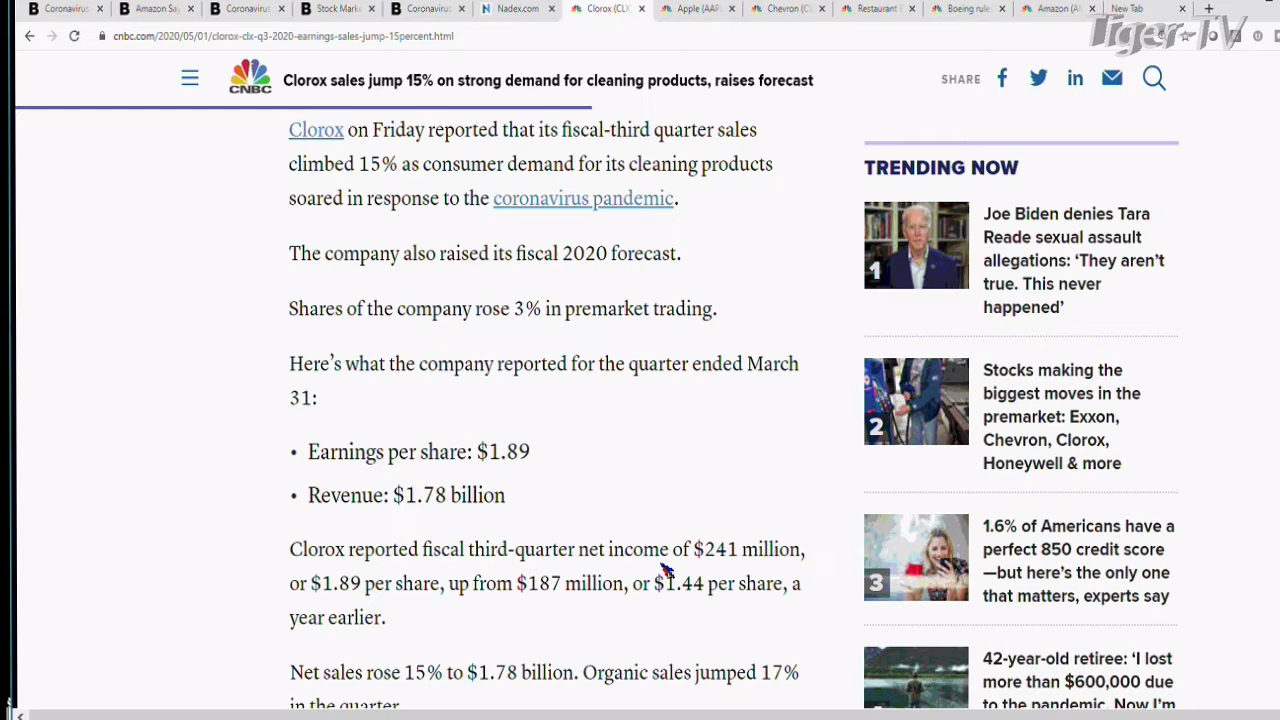 Coronavirus
Amazon Sa
Coronavirus
Stock Mark
Coronavirus
Nadex.com
Clorox (CLX
Apple (AAP
Chevron (C
Restaurant
Boeing rule
Amazon (A
New Tab
Tiger-TV
cnbc.com/2020/05/01/clorox-clx-q3-2020-earnings-sales-jump-15percent.html
CNBC
Clorox sales jump 15% on strong demand for cleaning products, raises forecast
SHARE
Clorox on Friday reported that its fiscal-third quarter sales
climbed 15% as consumer demand for its cleaning products
soared in response to the coronavirus pandemic.
The company also raised its fiscal 2020 forecast.
Shares of the company rose 3% in premarket trading.
Here’s what the company reported for the quarter ended March
31:
• Earnings per share: $1.89
• Revenue: $1.78 billion
Clorox reported fiscal third-quarter net income of $241 million,
or $1.89 per share, up from $187 million, or $1.44 per share, a
year earlier.
Net sales rose 15% to $1.78 billion. Organic sales jumped 17%
in the quarter.
TRENDING NOW
1
Joe Biden denies Tara
Reade sexual assault
allegations: ‘They aren’t
true. This never
happened’
2
Stocks making the
biggest moves in the
premarket: Exxon,
Chevron, Clorox,
Honeywell & more
3
1.6% of Americans have a
perfect 850 credit score
—but here’s the only one
that matters, experts say
42-year-old retiree: ‘I lost
more than $600,000 due
to the pandemic. Now I’m